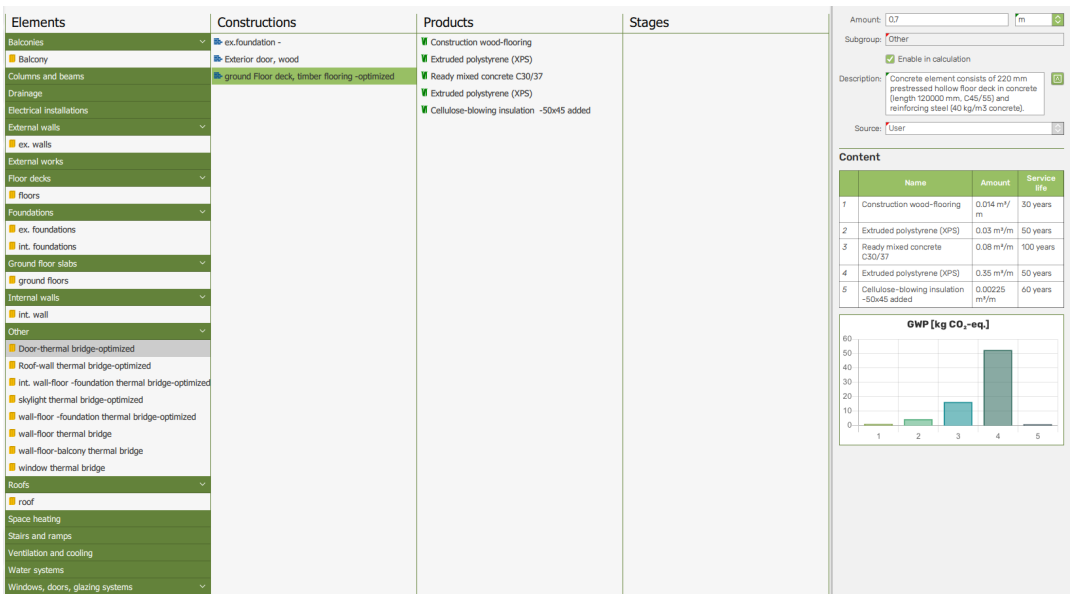 Elements
Balconies
Balcony
Columns and beams
Drainage
Electrical installations
External walls
ex. walls
External works
Floor decks
floors
Foundations
ex. foundations
int. foundations
Ground floor slabs
ground floors
Internal walls
int. wall
Other
Door-thermal bridge-optimized
Roof-wall thermal bridge-optimized
int. wall-floor -foundation thermal bridge-optimized
skylight thermal bridge-optimized
wall-floor -foundation thermal bridge-optimized
wall-floor thermal bridge
wall-floor-balcony thermal bridge
window thermal bridge
Roofs
roof
Space heating
Stairs and ramps
Ventilation and cooling
Water systems
Windows, doors, glazing systems
Constructions
ex.foundation -
Exterior door, wood
ground Floor deck, timber flooring -optimized
Products
Construction wood-flooring
Extruded polystyrene (XPS)
Ready mixed concrete C30/37
Extruded polystyrene (XPS)
Cellulose-blowing insulation -50x45 added
Stages
Amount: 0,7 m
Subgroup: Other
Enable in calculation
Description: Concrete element consists of 220 mm
prestressed hollow floor deck in concrete
(length 120000 mm, C45/55) and
reinforcing steel (40 kg/m3 concrete).
Source: User
Content
Name Amount Service
life
1 Construction wood-flooring 0.014 m³/
m 30 years
2 Extruded polystyrene (XPS) 0.03 m³/m 50 years
3 Ready mixed concrete
C30/37 0.08 m³/m 100 years
4 Extruded polystyrene (XPS) 0.35 m³/m 50 years
5 Cellulose-blowing insulation
-50x45 added 0.00225
m³/m 60 years
GWP [kg CO₂-eq.]
60
50
40
30
20
10
0
1 2 3 4 5